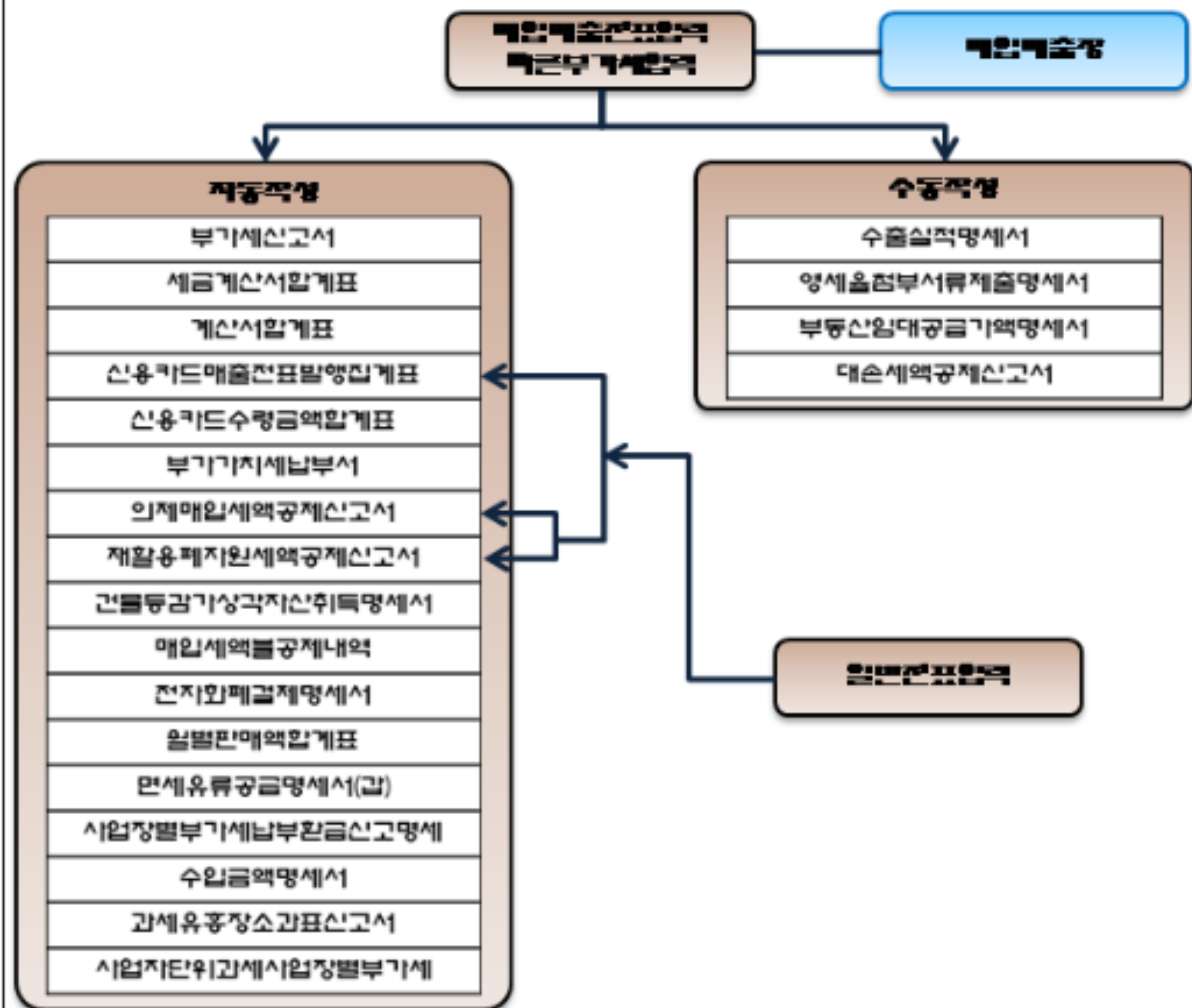 매입매출전표입력
빠른부가세입력
매입매출장
자동작성
부가세신고서
세금계산서합계표
계산서합계표
신용카드매출전표발행집계표
신용카드수령금액합계표
부가가치세납부서
의제매입세액공제신고서
재활용폐자원세액공제신고서
건물등감가상각자산취득명세서
매입세액불공제내역
전자화폐결제명세서
월별판매액합계표
면세유류공급명세서(갑)
사업장별부가세납부환급신고명세
수입금액명세서
과세유흥장소과표신고서
사업자단위과세사업장별부가세
수동작성
수출실적명세서
영세율첨부서류제출명세서
부동산임대공급가액명세서
대손세액공제신고서
일반전표입력